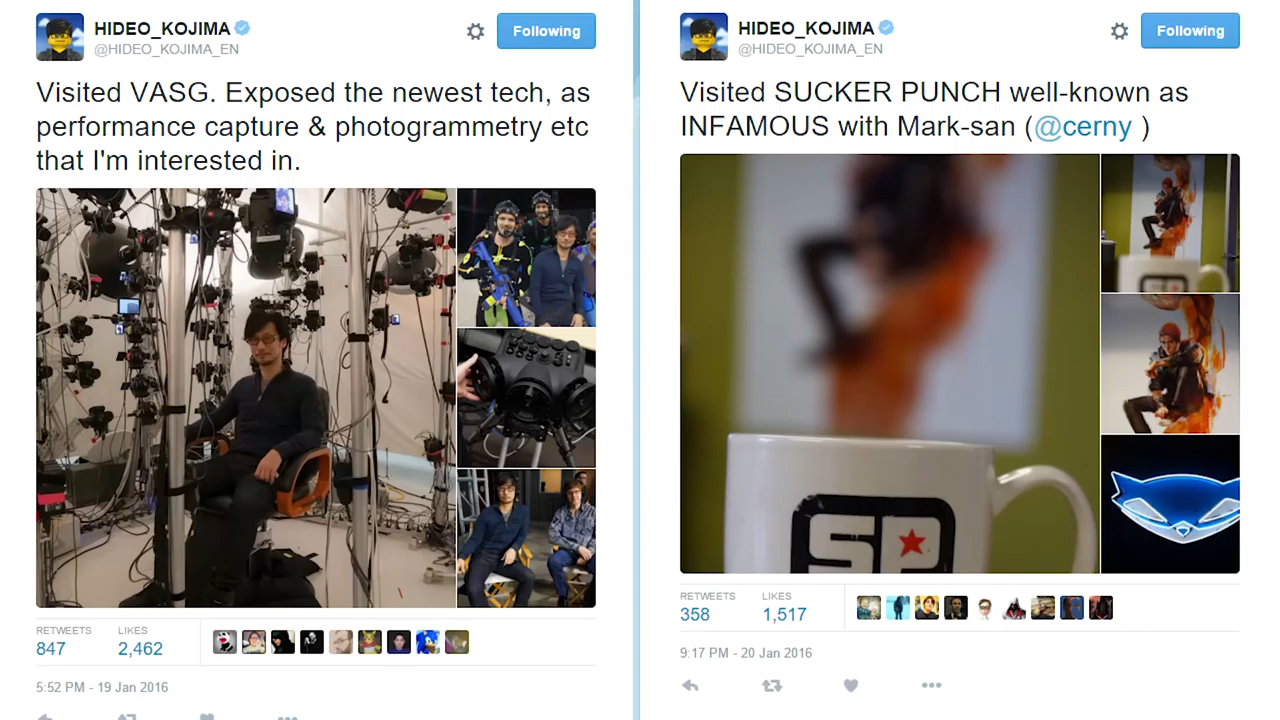 HIDEO_KOJIMA
@HIDEO_KOJIMA_EN
Following
Visited VASG. Exposed the newest tech, as
performance capture & photogrammetry etc
that I'm interested in.
RETWEETS
LIKES
847
2,462
5:52 PM - 19 Jan 2016
HIDEO_KOJIMA
@HIDEO_KOJIMA_EN
Following
Visited SUCKER PUNCH well-known as
INFAMOUS with Mark-san (@cerny )
SP
RETWEETS
LIKES
358
1,517
9:17 PM - 20 Jan 2016